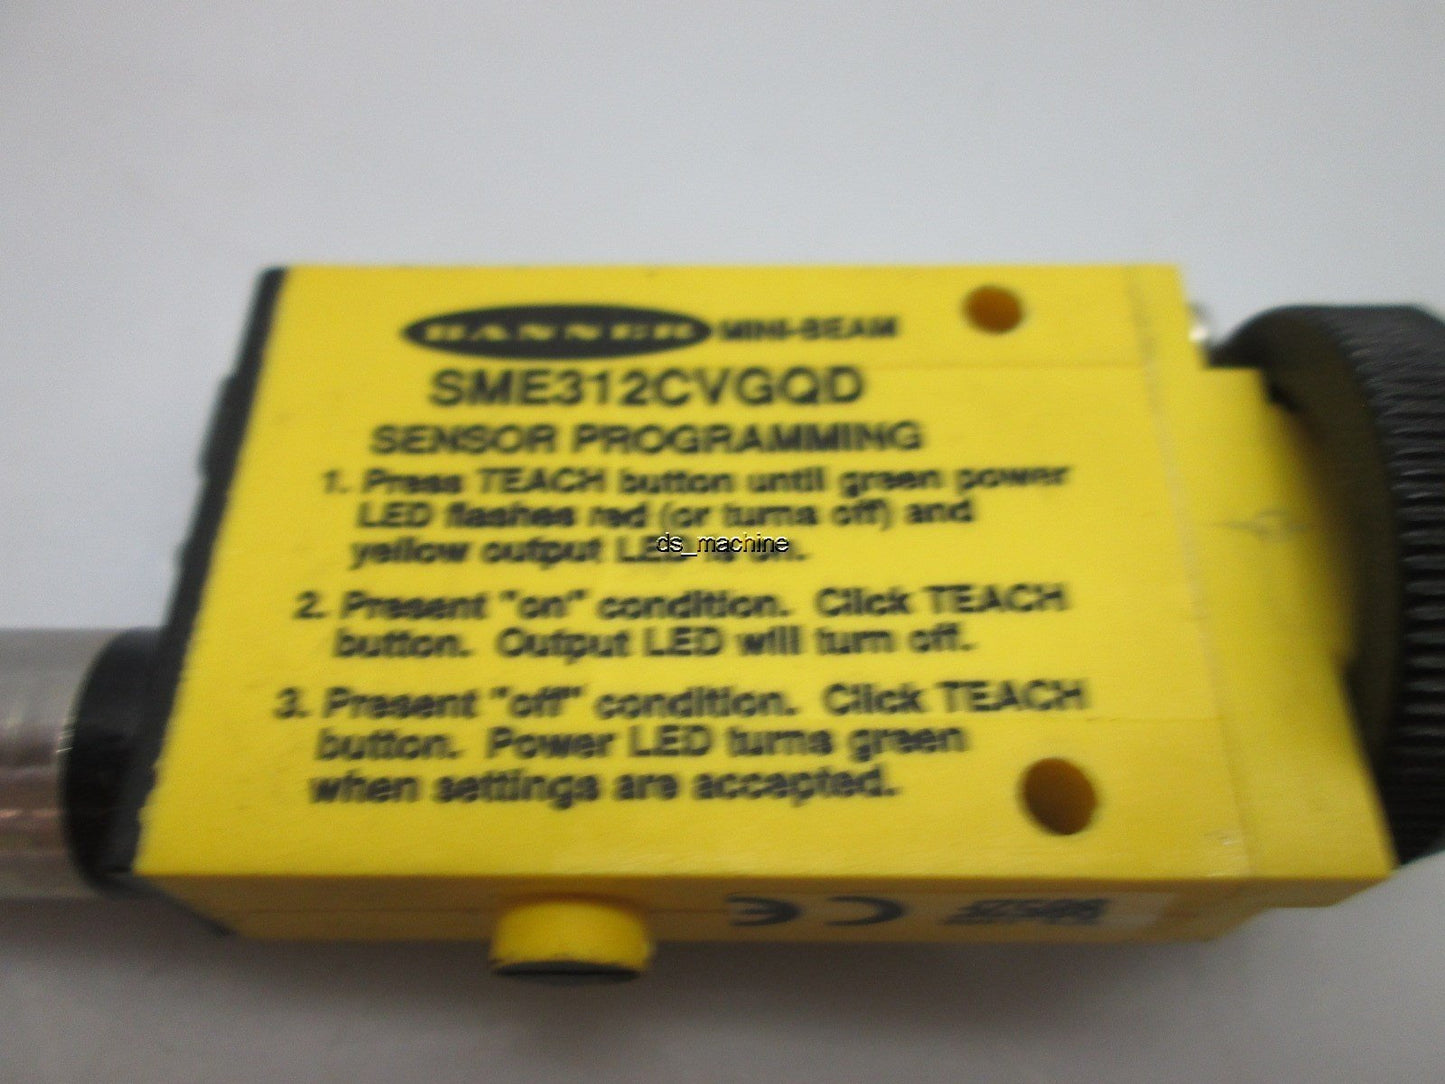 BANNER MINI-BEAM
SME312CVGQD
SENSOR PROGRAMMING
1. Press TEACH button until green power
LED flashes red (or turns off) and
yellow output LED is on.
ds_machine
2. Present "on" condition. Click TEACH
button. Output LED will turn off.
3. Present "off" condition. Click TEACH
button. Power LED turns green
when settings are accepted.
CE